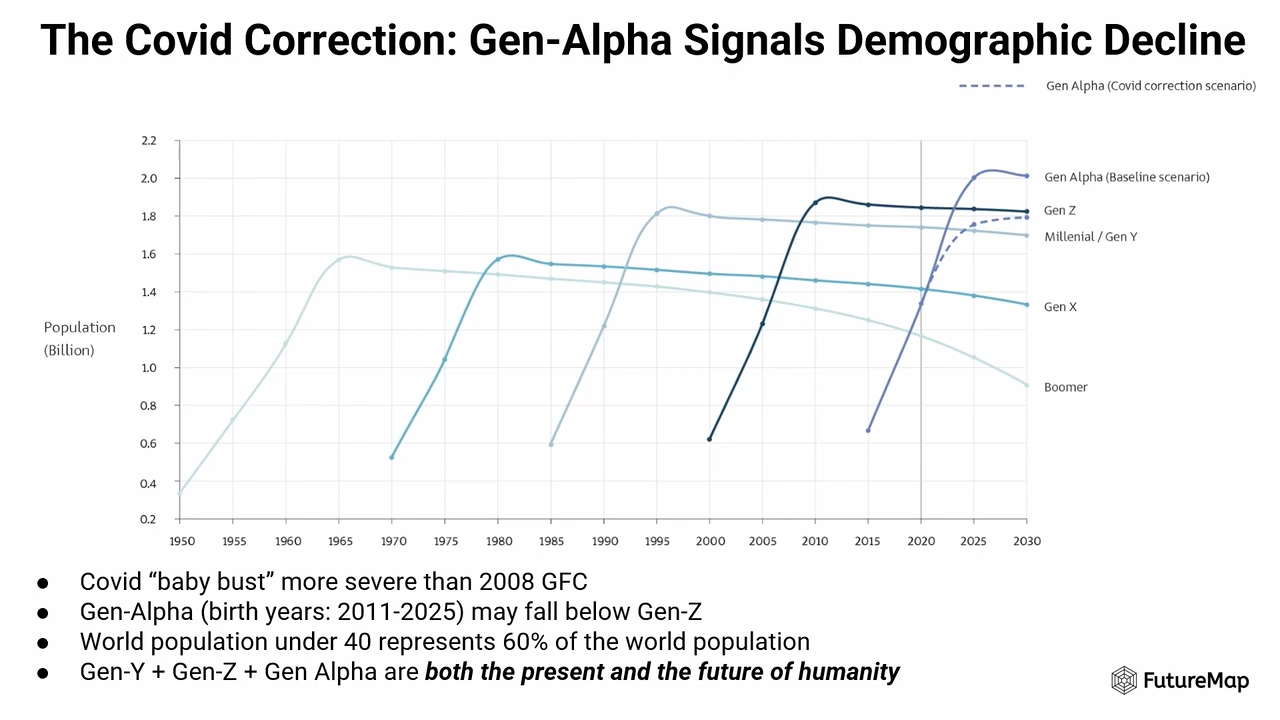 The Covid Correction: Gen-Alpha Signals Demographic Decline
Gen Alpha (Covid correction scenario)
2.2
2.0
1.8
1.6
1.4
1.2
1.0
0.8
0.6
0.4
0.2
Population
(Billion)
Gen Alpha (Baseline scenario)
Gen Z
Millenial / Gen Y
Gen X
Boomer
1950 1955 1960 1965 1970 1975 1980 1985 1990 1995 2000 2005 2010 2015 2020 2025 2030
● Covid “baby bust” more severe than 2008 GFC
● Gen-Alpha (birth years: 2011-2025) may fall below Gen-Z
● World population under 40 represents 60% of the world population
● Gen-Y + Gen-Z + Gen Alpha are both the present and the future of humanity
FutureMap